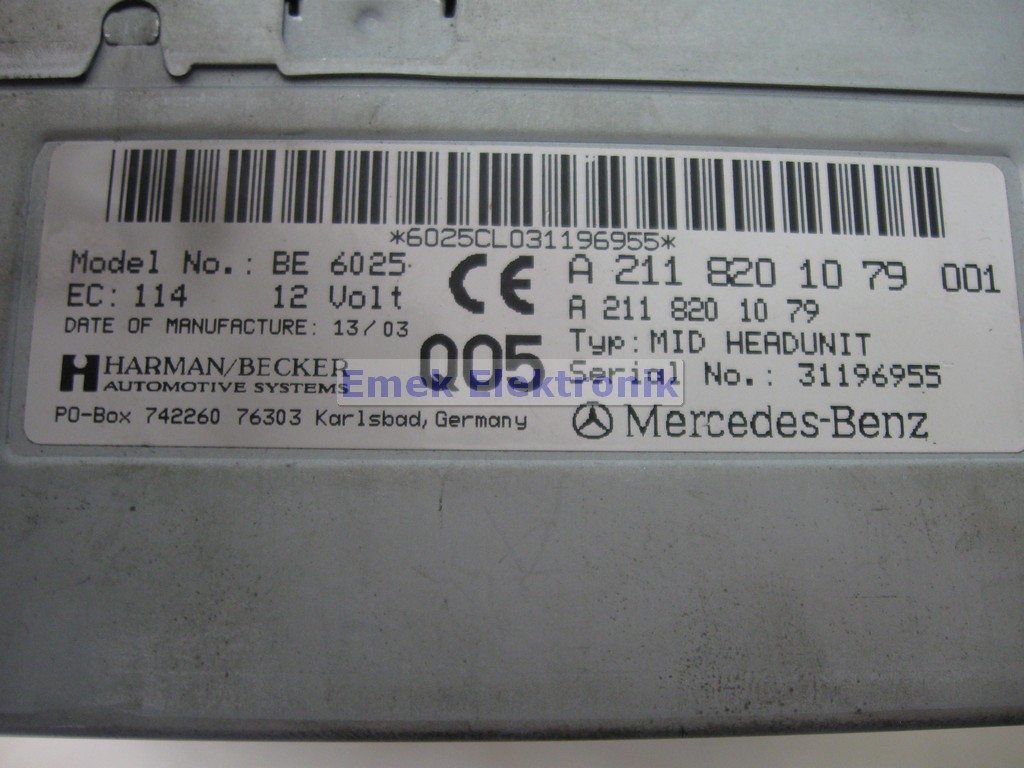 *6025CL031196955*
Model No.: BE 6025
EC: 114 12 Volt
DATE OF MANUFACTURE: 13/03
HARMAN/BECKER
AUTOMOTIVE SYSTEMS
PO-Box 742260 76303 Karlsbad, Germany
CE
005
A 211 820 10 79 001
A 211 820 10 79
Typ: MID HEADUNIT
Serial No.: 31196955
Mercedes-Benz
Emek Elektronik